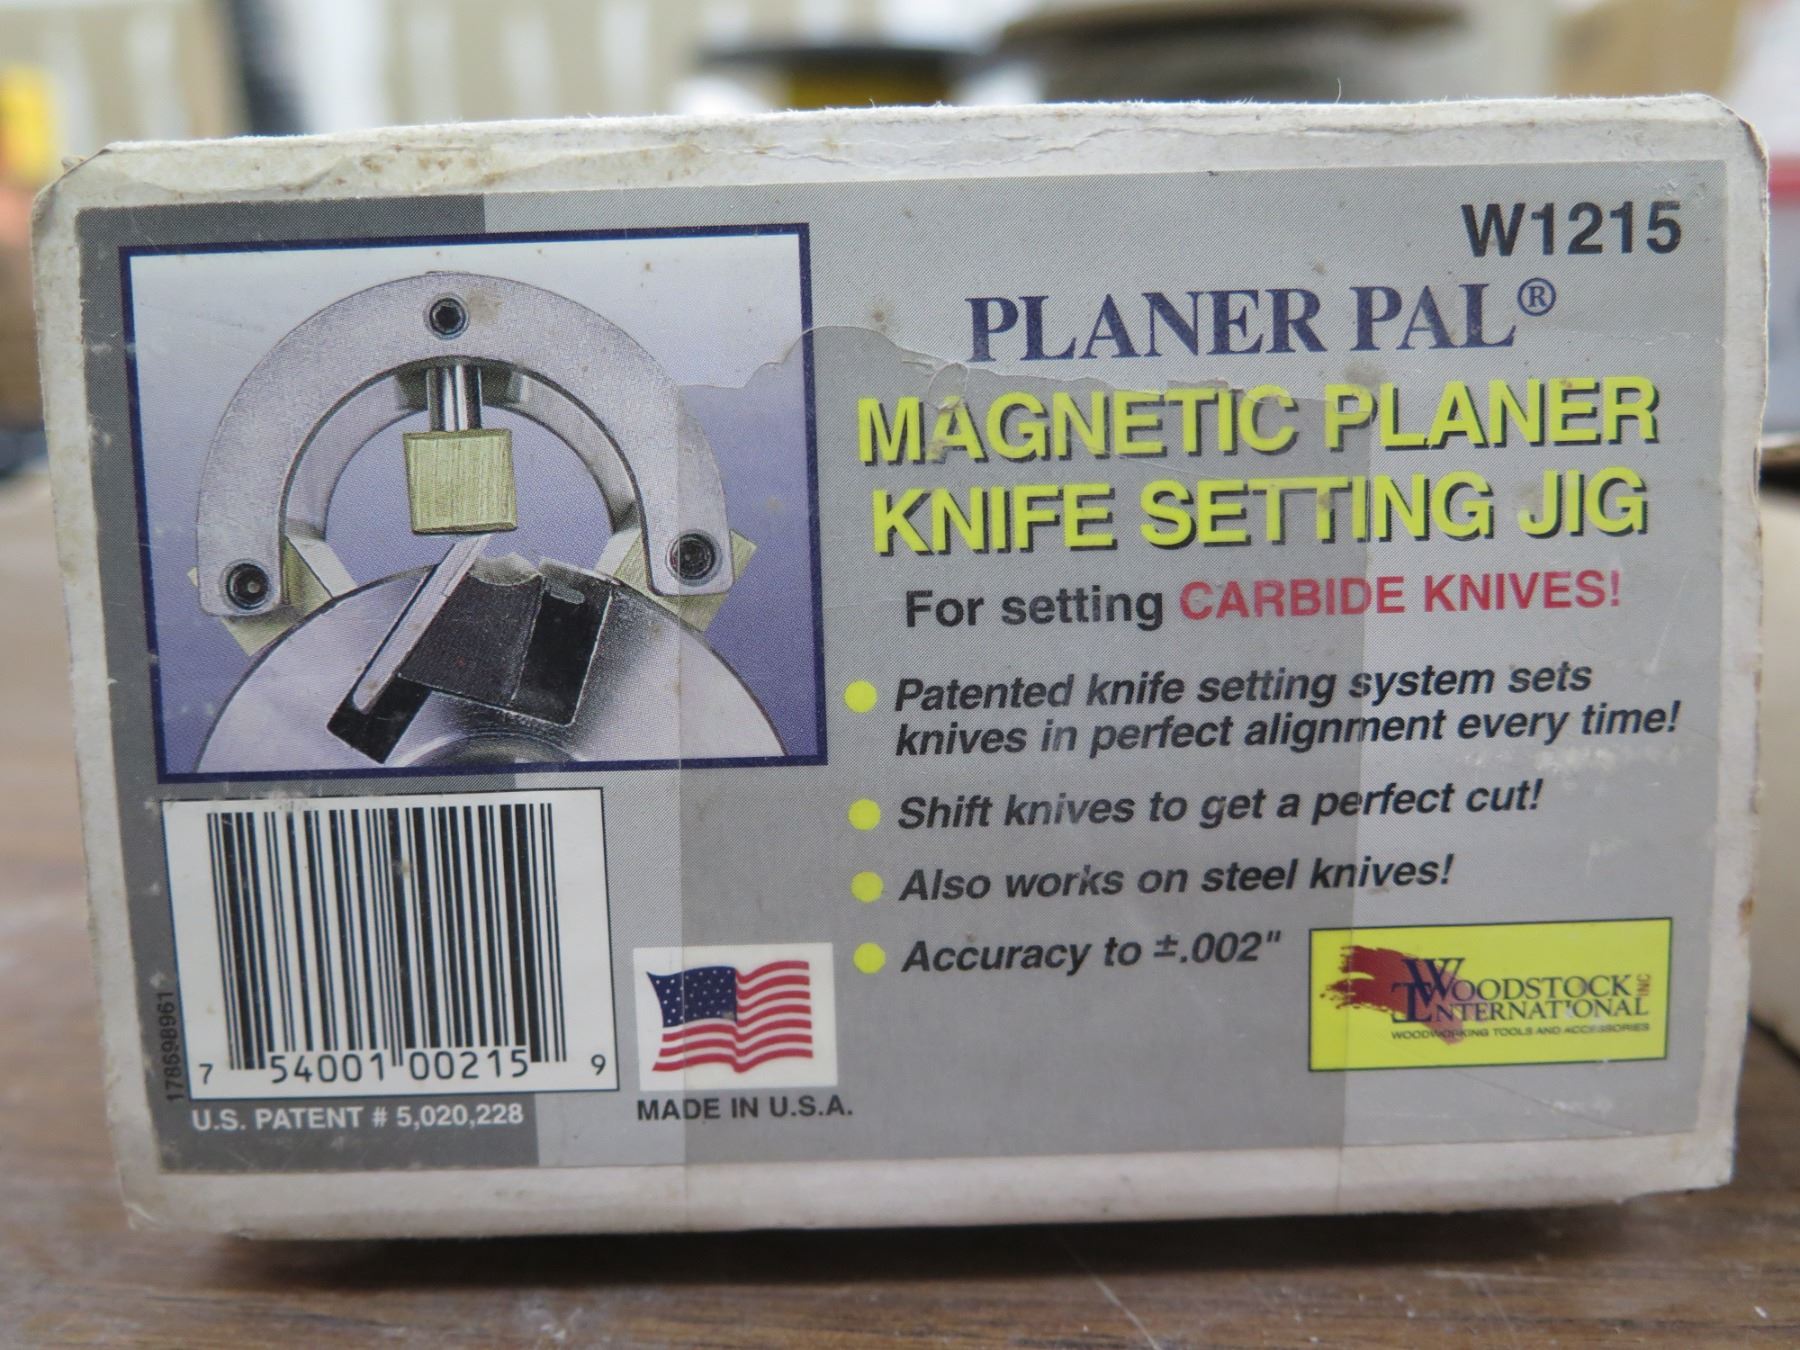 W1215
PLANER PAL®
MAGNETIC PLANER
KNIFE SETTING JIG
For setting CARBIDE KNIVES!
Patented knife setting system sets
knives in perfect alignment every time!
Shift knives to get a perfect cut!
Also works on steel knives!
Accuracy to ±.002"
WOODSTOCK
INTERNATIONAL INC
WOODWORKING TOOLS AND ACCESSORIES
178698961
7 54001 00215 9
U.S. PATENT # 5,020,228
MADE IN U.S.A.